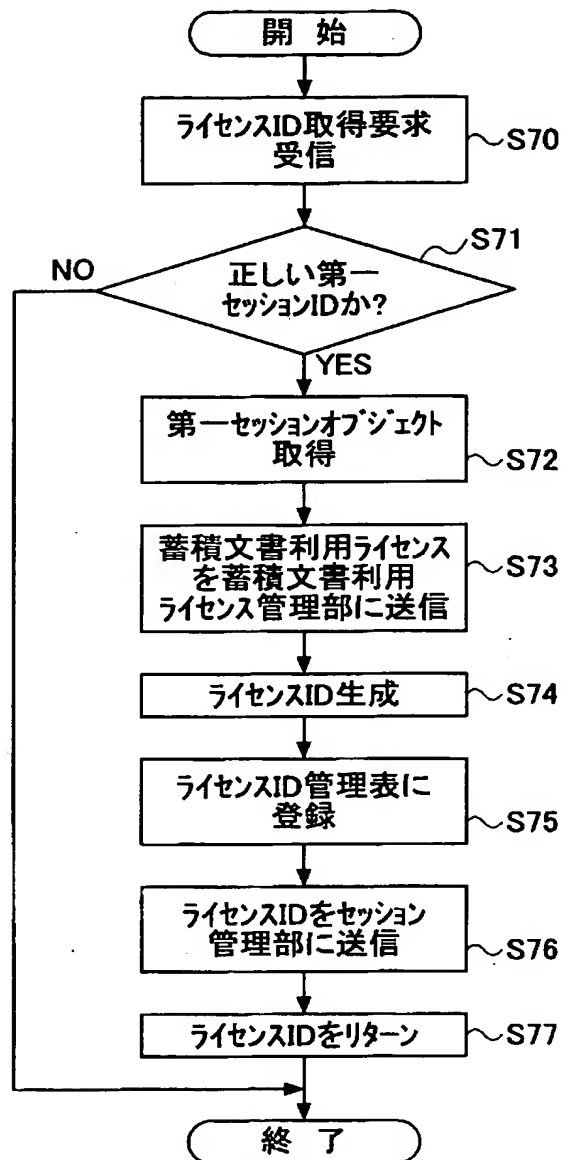 開 始
ライセンスID取得要求
受信
S70
S71
NO
正しい第一
セッションIDか?
YES
第一セッションオブジェクト
取得
S72
蓄積文書利用ライセンス
を蓄積文書利用
ライセンス管理部に送信
S73
ライセンスID生成
S74
ライセンスID管理表に
登録
S75
ライセンスIDをセッション
管理部に送信
S76
ライセンスIDをリターン
S77
終 了